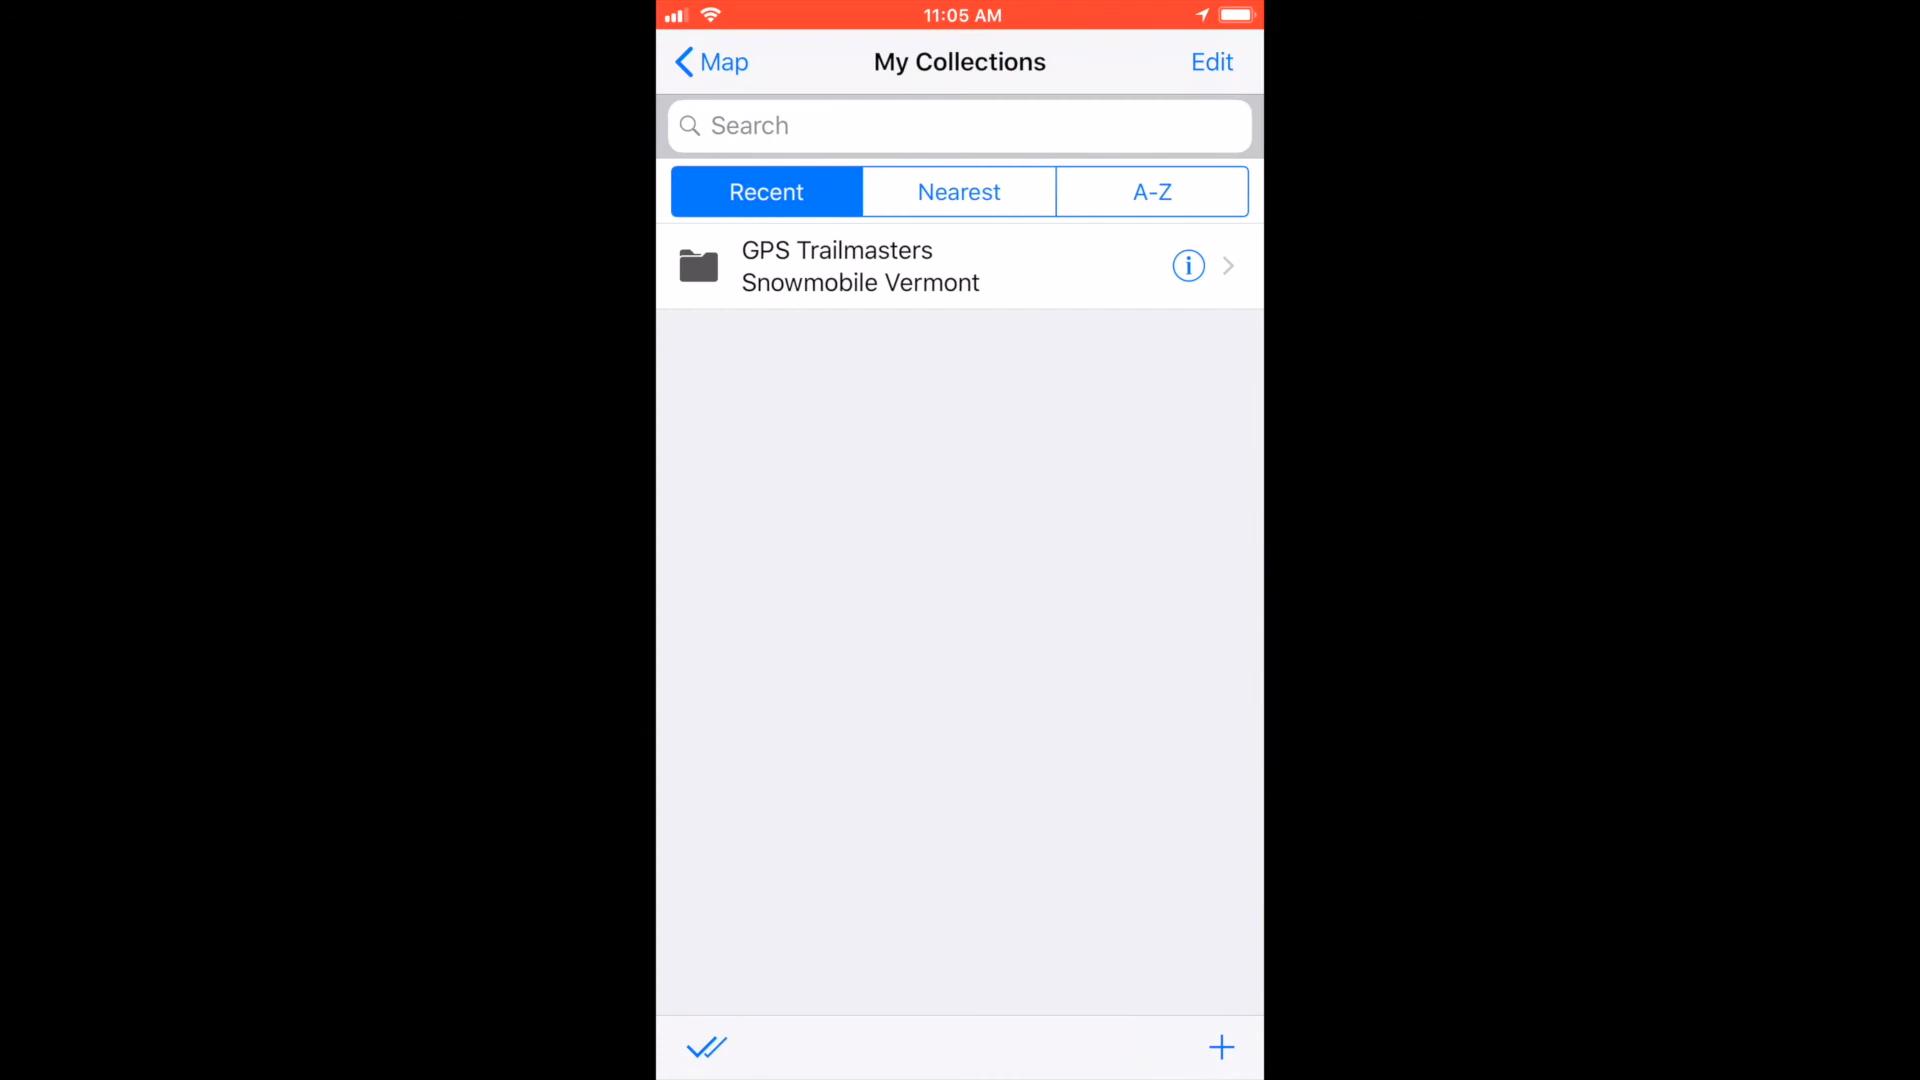 11:05 AM
Map
My Collections
Edit
Search
Recent
Nearest
A-Z
GPS Trailmasters
Snowmobile Vermont